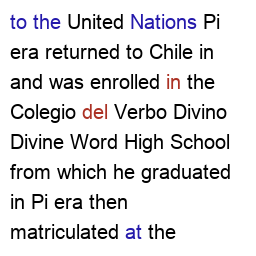 to the United Nations Pi
era returned to Chile in
and was enrolled in the
Colegio del Verbo Divino
Divine Word High School
from which he graduated
in Pi era then
matriculated at the